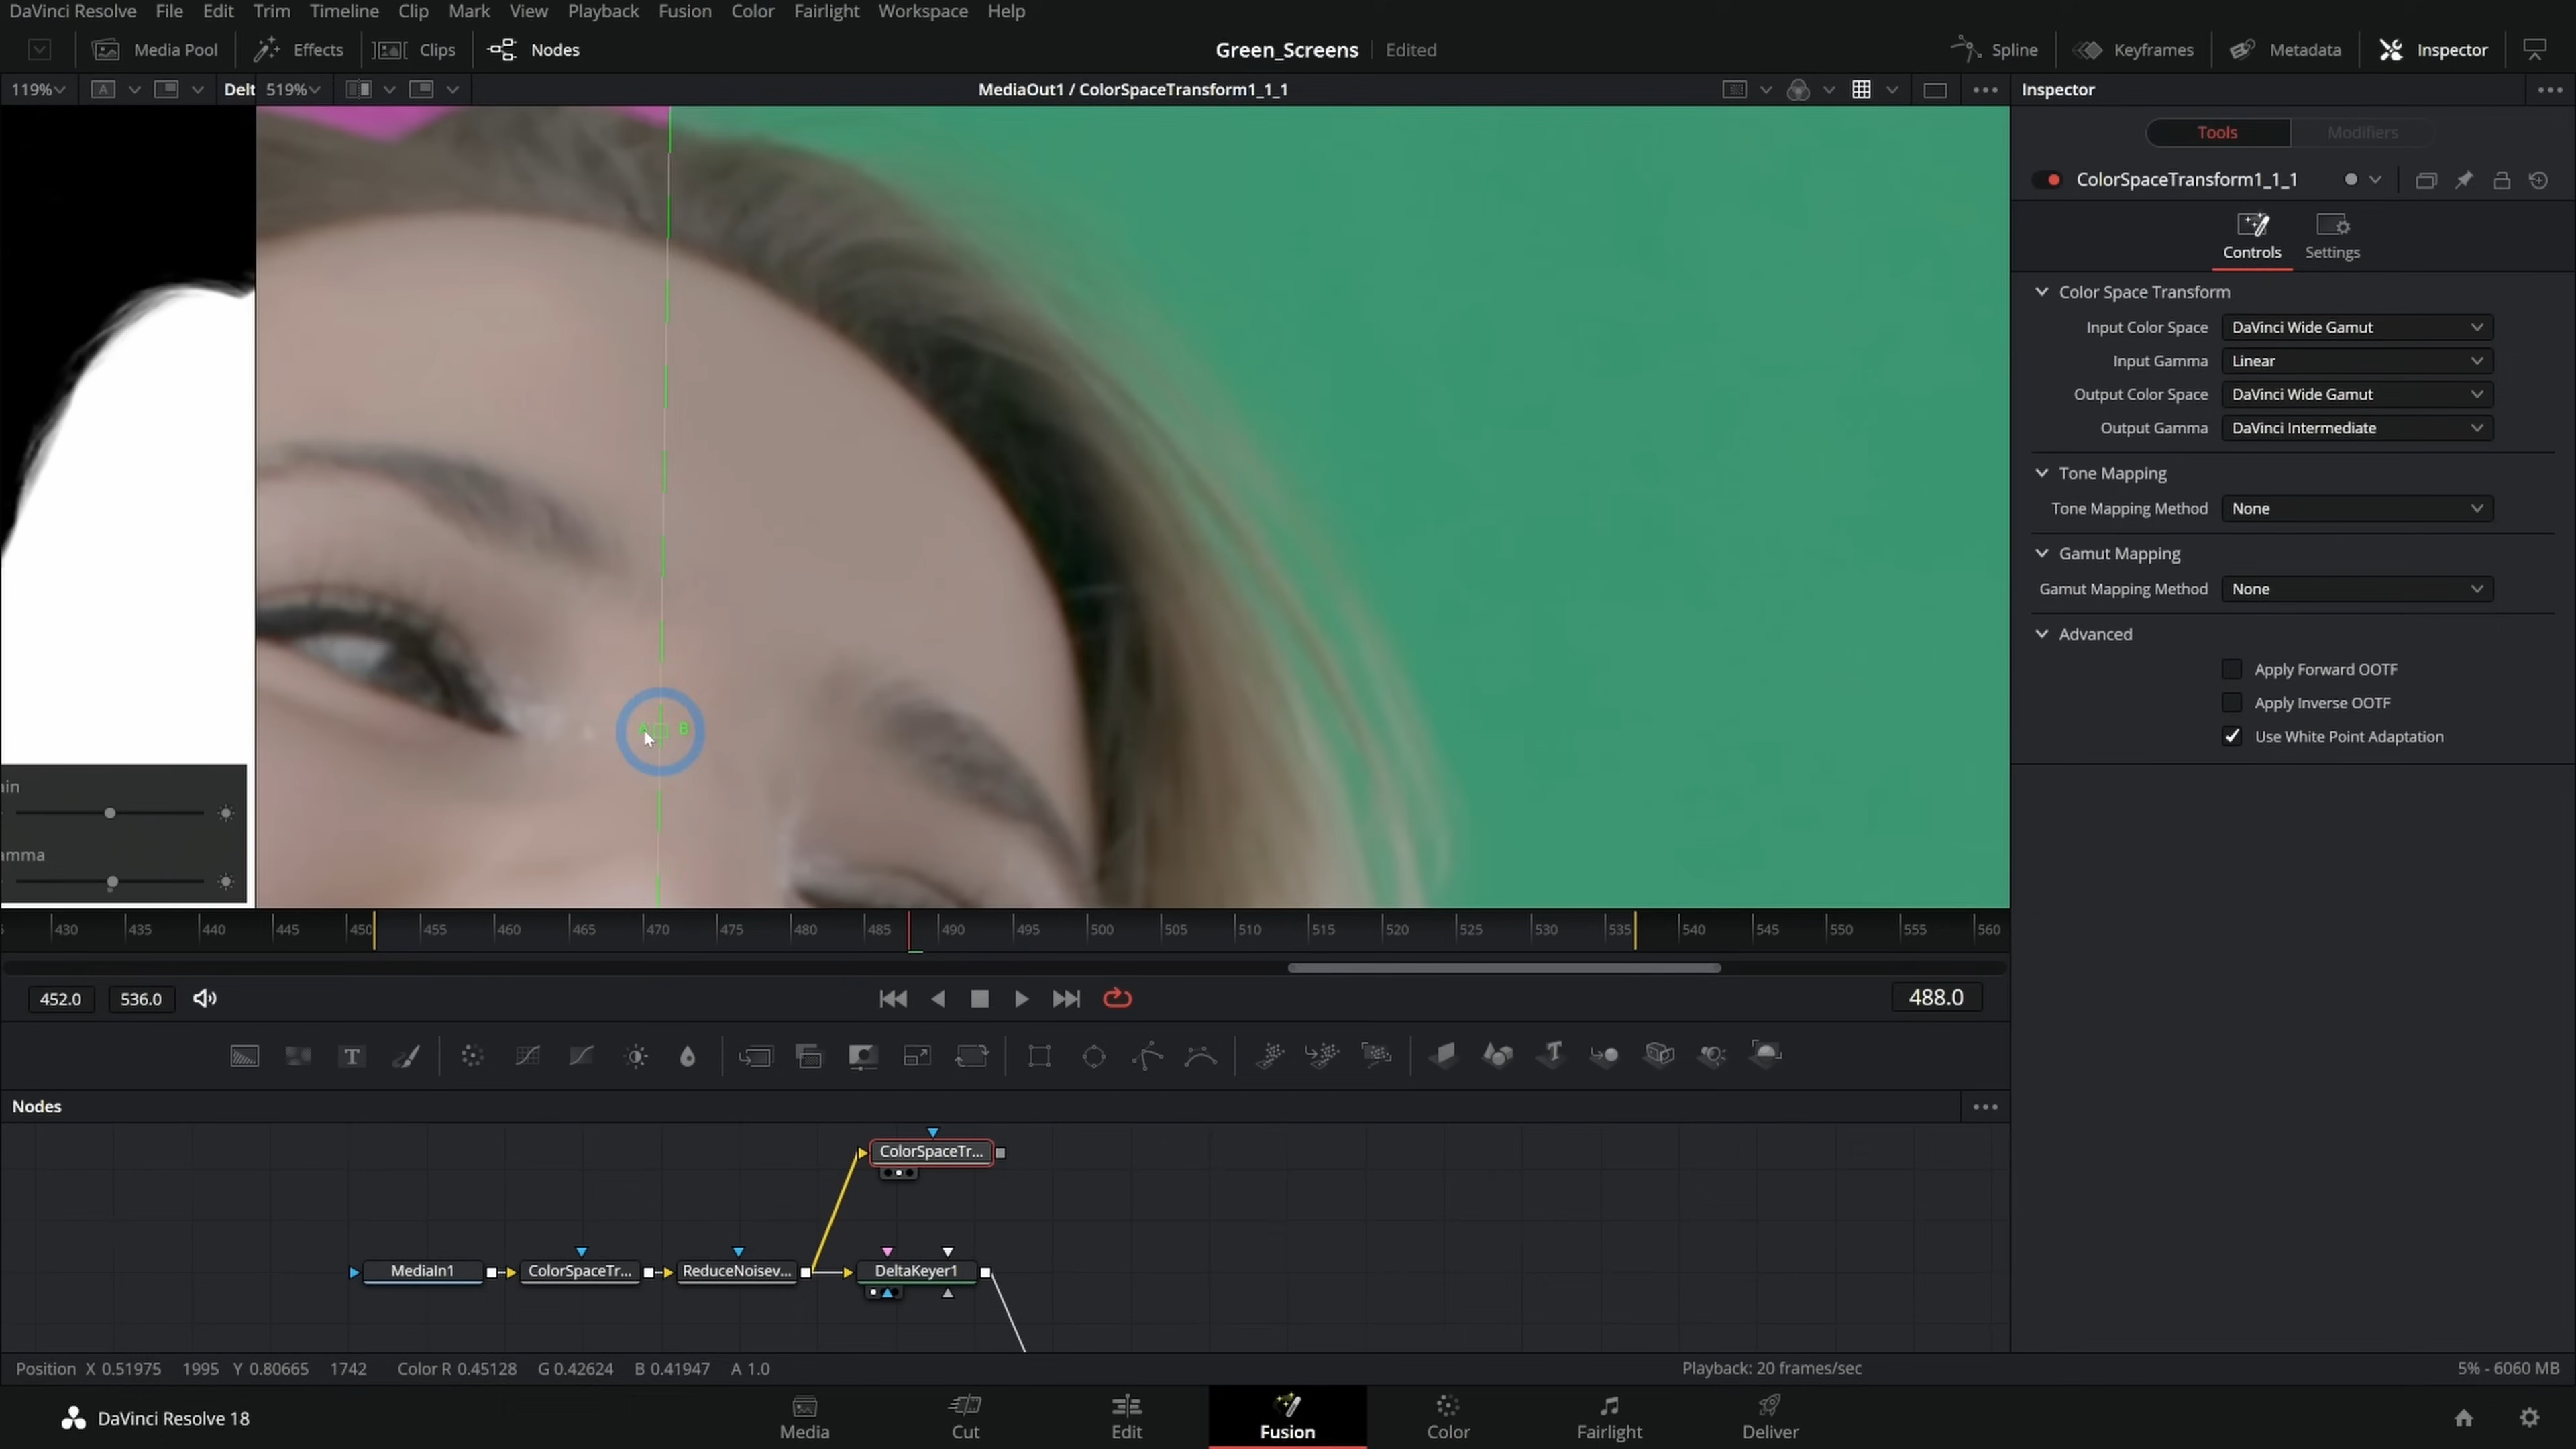 DaVinci Resolve File Edit Trim Timeline Clip Mark View Playback Fusion Color Fairlight Workspace Help
Media Pool Effects Clips Nodes Green_Screens Edited Spline Keyframes Metadata Inspector
119% A Delt 519% MediaOut1 / ColorSpaceTransform1_1_1 Inspector
Tools Modifiers
ColorSpaceTransform1_1_1
Controls Settings
Color Space Transform
Input Color Space DaVinci Wide Gamut
Input Gamma Linear
Output Color Space DaVinci Wide Gamut
Output Gamma DaVinci Intermediate
Tone Mapping
Tone Mapping Method None
Gamut Mapping
Gamut Mapping Method None
Advanced
Apply Forward OOTF
Apply Inverse OOTF
Use White Point Adaptation
B
ain
amma
430 435 440 445 450 455 460 465 470 475 480 485 490 495 500 505 510 515 520 525 530 535 540 545 550 555 560
452.0 536.0 488.0
T T
Nodes
ColorSpaceTr...
MediaIn1 ColorSpaceTr... ReduceNoisev... DeltaKeyer1
Position X 0.51975 1995 Y 0.80665 1742 Color R 0.45128 G 0.42624 B 0.41947 A 1.0 Playback: 20 frames/sec 5% - 6060 MB
DaVinci Resolve 18 Media Cut Edit Fusion Color Fairlight Deliver